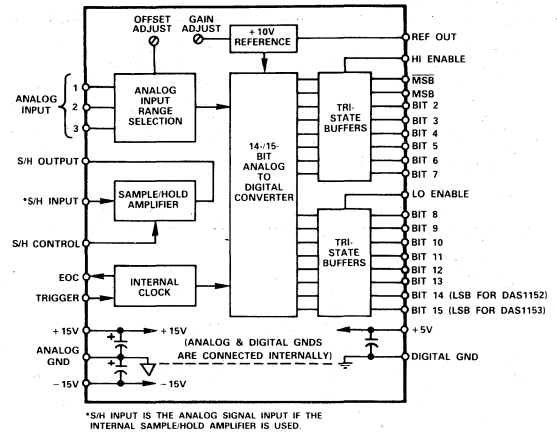 OFFSET
ADJUST
GAIN
ADJUST
+10V
REFERENCE
REF OUT
HI ENABLE
ANALOG
INPUT
1
2
3
ANALOG
INPUT
RANGE
SELECTION
14-/15-
BIT
ANALOG
TO
DIGITAL
CONVERTER
TRI-
STATE
BUFFERS
MSB
MSB
BIT 2
BIT 3
BIT 4
BIT 5
BIT 6
BIT 7
S/H OUTPUT
*S/H INPUT
SAMPLE/HOLD
AMPLIFIER
S/H CONTROL
LO ENABLE
TRI-
STATE
BUFFERS
BIT 8
BIT 9
BIT 10
BIT 11
BIT 12
BIT 13
BIT 14 (LSB FOR DAS1152)
BIT 15 (LSB FOR DAS1153)
EOC
TRIGGER
INTERNAL
CLOCK
+15V
+15V
+5V
ANALOG
GND
(ANALOG & DIGITAL GNDS
ARE CONNECTED INTERNALLY)
DIGITAL GND
-15V
-15V
*S/H INPUT IS THE ANALOG SIGNAL INPUT IF THE
INTERNAL SAMPLE/HOLD AMPLIFIER IS USED.